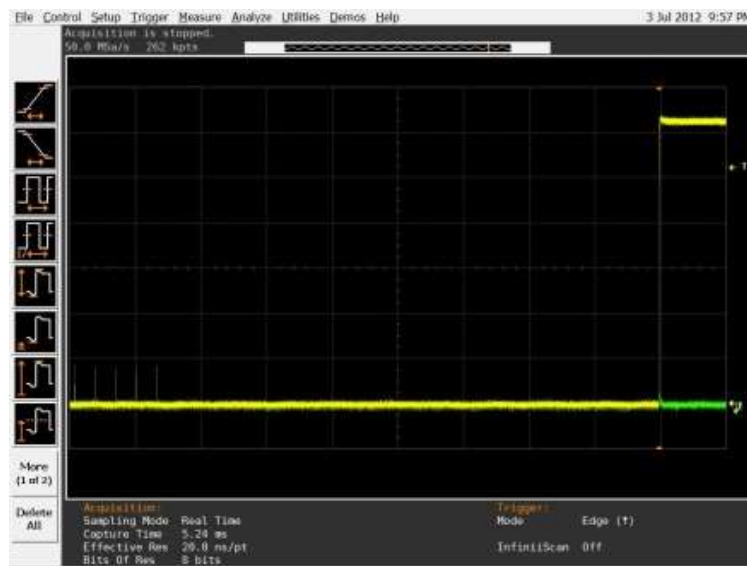 File Control Setup Trigger Measure Analyze Utilities Demos Help 3 Jul 2012 9:57 PM
Acquisition is stopped.
50.0 MSa/s 262 kpts
More
(1 of 2)
Delete
All
Acquisition:
Sampling Mode Real Time
Capture Time 5.24 ms
Effective Res 20.0 ns/pt
Bits Of Res 8 bits
Trigger:
Mode Edge (↑)
InfiniiScan Off